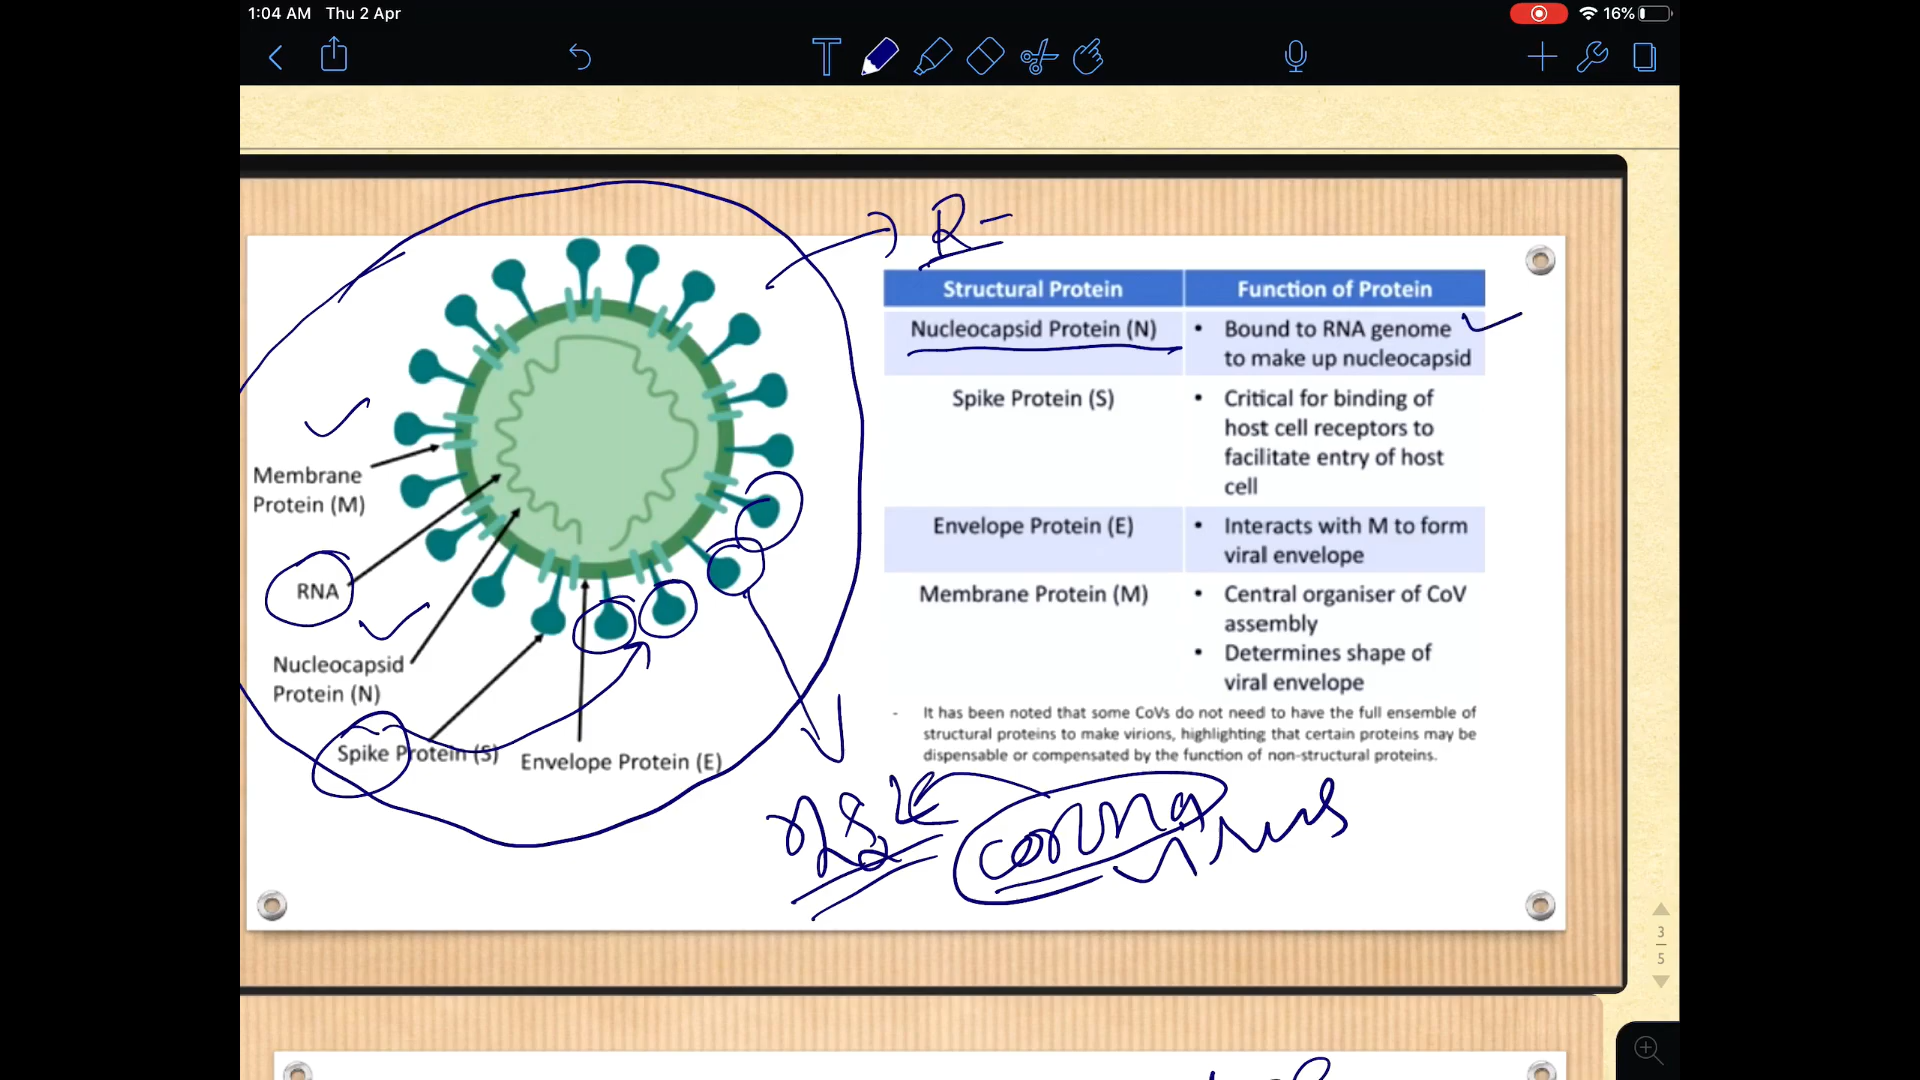 1:04 AM Thu 2 Apr
16%
T
R-
Structural Protein
Function of Protein
Nucleocapsid Protein (N)
• Bound to RNA genome
to make up nucleocapsid
Spike Protein (S)
• Critical for binding of
host cell receptors to
facilitate entry of host
cell
Envelope Protein (E)
• Interacts with M to form
viral envelope
Membrane Protein (M)
• Central organiser of CoV
assembly
• Determines shape of
viral envelope
- It has been noted that some CoVs do not need to have the full ensemble of
structural proteins to make virions, highlighting that certain proteins may be
dispensable or compensated by the function of non-structural proteins.
Membrane
Protein (M)
RNA
Nucleocapsid
Protein (N)
Spike Protein (S)
Envelope Protein (E)
corona virus
3
5